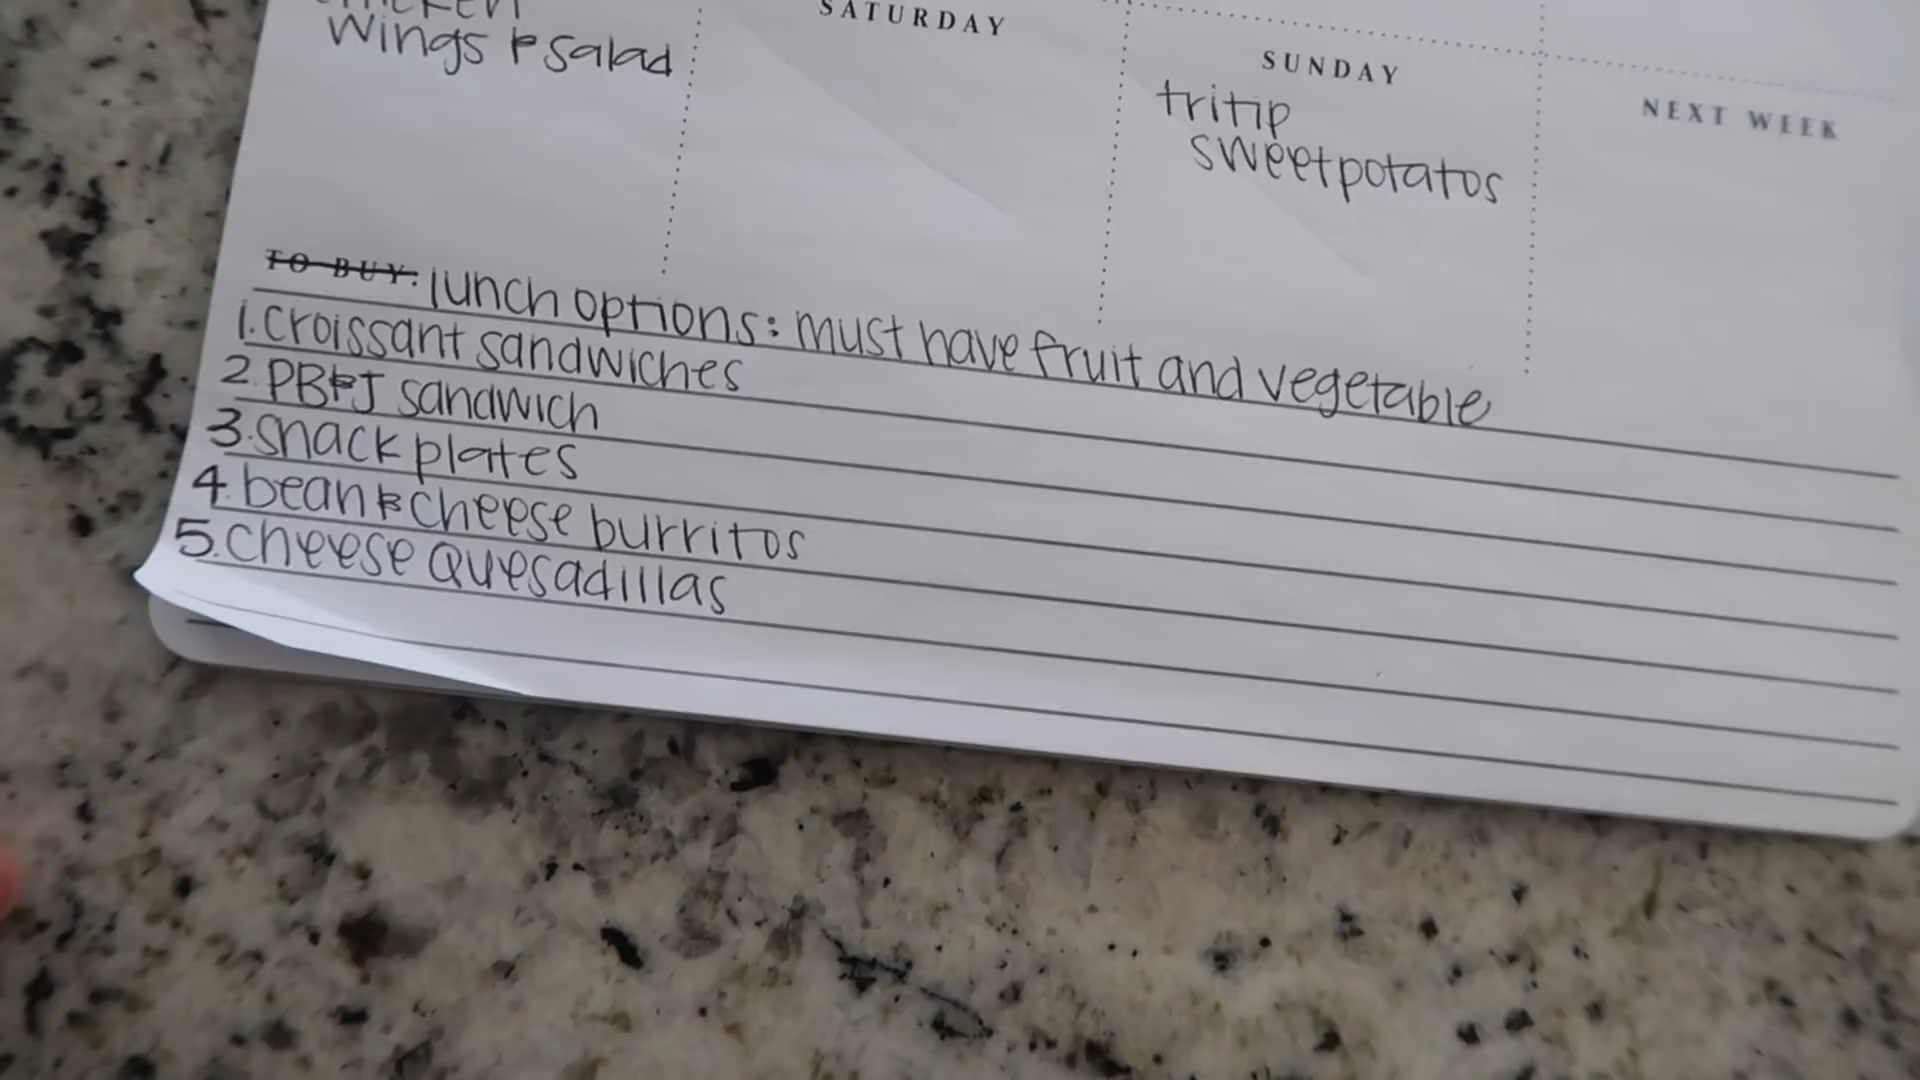 chicken
wings & salad
SATURDAY
SUNDAY
tritip
sweetpotatos
NEXT WEEK
TO BUY: lunch options: must have fruit and vegetable
1. croissant sandwiches
2. PB&J sandwich
3. snack plates
4. bean & cheese burritos
5. cheese quesadillas